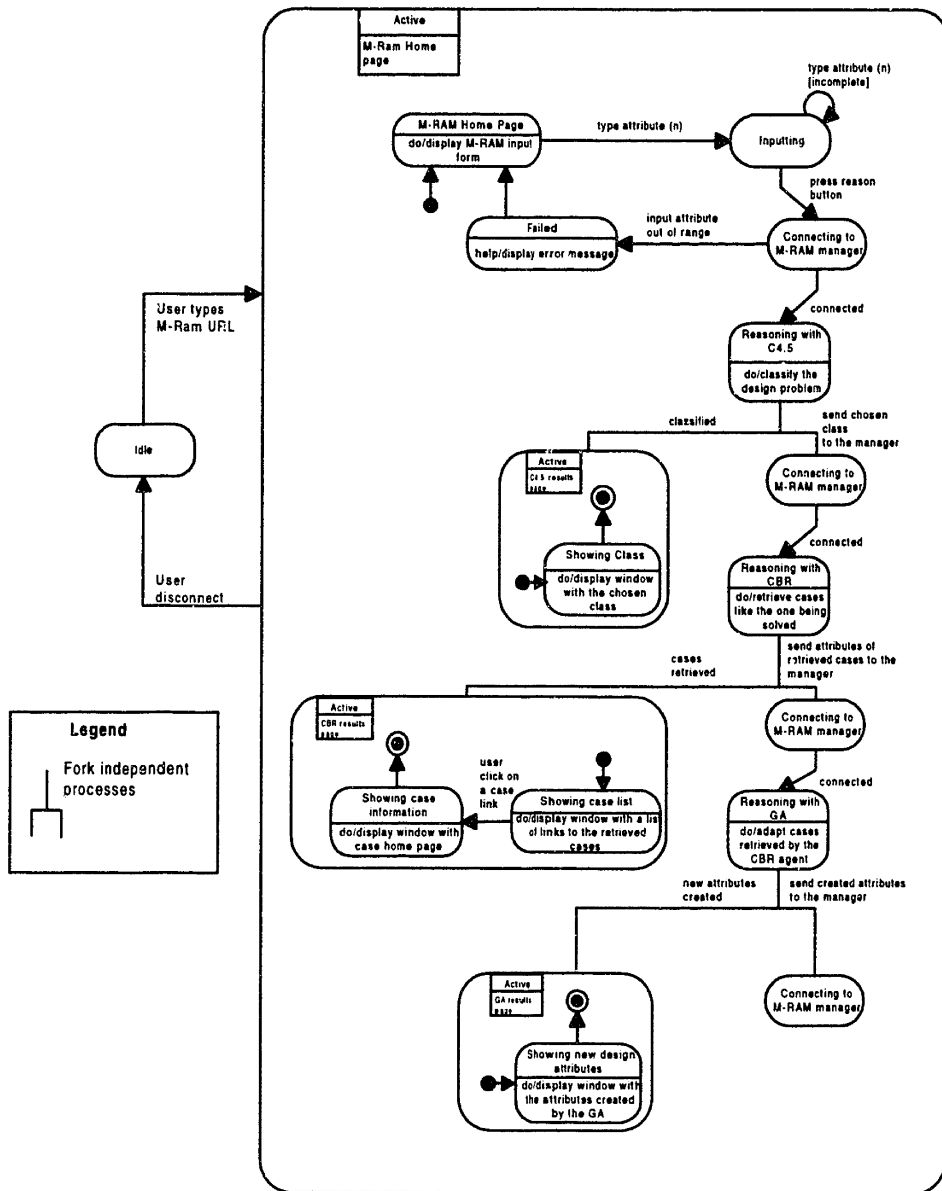 Active
M-Ram Home
page
type attribute (n)
[incomplete]
M-RAM Home Page
do/display M-RAM input
form
type attribute (n)
Inputting
press reason
button
Failed
help/display error message
input attribute
out of range
Connecting to
M-RAM manager
User types
M-Ram URL
connected
Reasoning with
C4.5
do/classify the
design problem
Idle
classified
send chosen
class
to the manager
Active
C4.5 results
page
Connecting to
M-RAM manager
Showing Class
do/display window
with the chosen
class
connected
User
disconnect
Reasoning with
CBR
do/retrieve cases
like the one being
solved
cases
retrieved
send attributes of
retrieved cases to the
manager
Active
CBR results
page
Connecting to
M-RAM manager
Legend
Fork independent
processes
user
click on
a case
link
connected
Showing case
information
do/display window with
case home page
Showing case list
do/display window with a list
of links to the retrieved
cases
Reasoning with
GA
do/adapt cases
retrieved by the
CBR agent
new attributes
created
send created attributes
to the manager
Active
GA results
page
Connecting to
M-RAM manager
Showing new design
attributes
do/display window with
the attributes created
by the GA